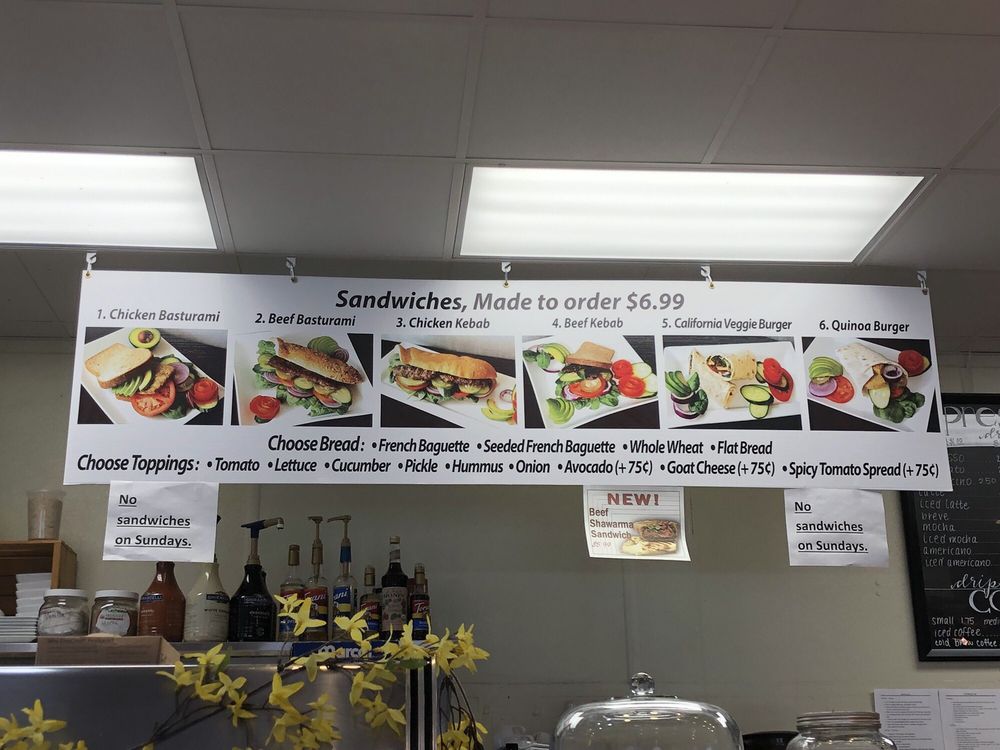 Sandwiches, Made to order $6.99
1. Chicken Basturami
2. Beef Basturami
3. Chicken Kebab
4. Beef Kebab
5. California Veggie Burger
6. Quinoa Burger
Choose Bread: •French Baguette •Seeded French Baguette •Whole Wheat •Flat Bread
Choose Toppings: •Tomato •Lettuce •Cucumber •Pickle •Hummus •Onion •Avocado (+75¢) •Goat Cheese (+75¢) •Spicy Tomato Spread (+75¢)
No
sandwiches
on Sundays.
NEW!
Beef
Shawarma
Sandwich
No
sandwiches
on Sundays.
latte
iced latte
breve
mocha
iced mocha
americano
iced americano
drip
small 1.75
iced coffee
cold brew coffee